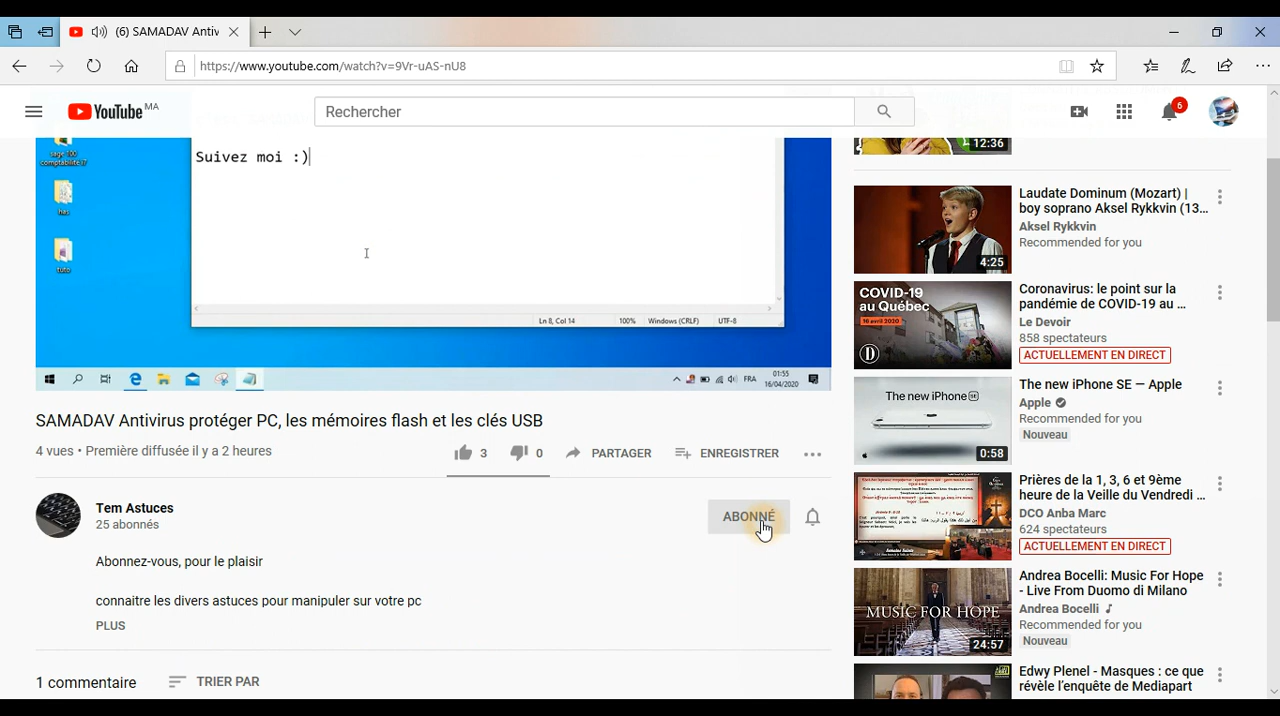 (6) SAMADAV Antiv
https://www.youtube.com/watch?v=9Vr-uAS-nU8
YouTube MA
Rechercher
6
sage 100
comptabilite i7
has
tuto
Suivez moi :)
Ln 8, Col 14
100%
Windows (CRLF)
UTF-8
FRA
01:55
16/04/2020
SAMADAV Antivirus protéger PC, les mémoires flash et les clés USB
4 vues • Première diffusée il y a 2 heures
3
0
PARTAGER
ENREGISTRER
Tem Astuces
25 abonnés
ABONNÉ
Abonnez-vous, pour le plaisir
connaitre les divers astuces pour manipuler sur votre pc
PLUS
1 commentaire
TRIER PAR
12:36
4:25
Laudate Dominum (Mozart) |
boy soprano Aksel Rykkvin (13...
Aksel Rykkvin
Recommended for you
COVID-19
au Québec
16 avril 2020
D
Coronavirus: le point sur la
pandémie de COVID-19 au ...
Le Devoir
858 spectateurs
ACTUELLEMENT EN DIRECT
The new iPhone SE
0:58
The new iPhone SE — Apple
Apple
Recommended for you
Nouveau
Prières de la 1, 3, 6 et 9ème
heure de la Veille du Vendredi ...
DCO Anba Marc
624 spectateurs
ACTUELLEMENT EN DIRECT
MUSIC FOR HOPE
24:57
Andrea Bocelli: Music For Hope
- Live From Duomo di Milano
Andrea Bocelli
Recommended for you
Nouveau
Edwy Plenel - Masques : ce que
révèle l'enquête de Mediapart